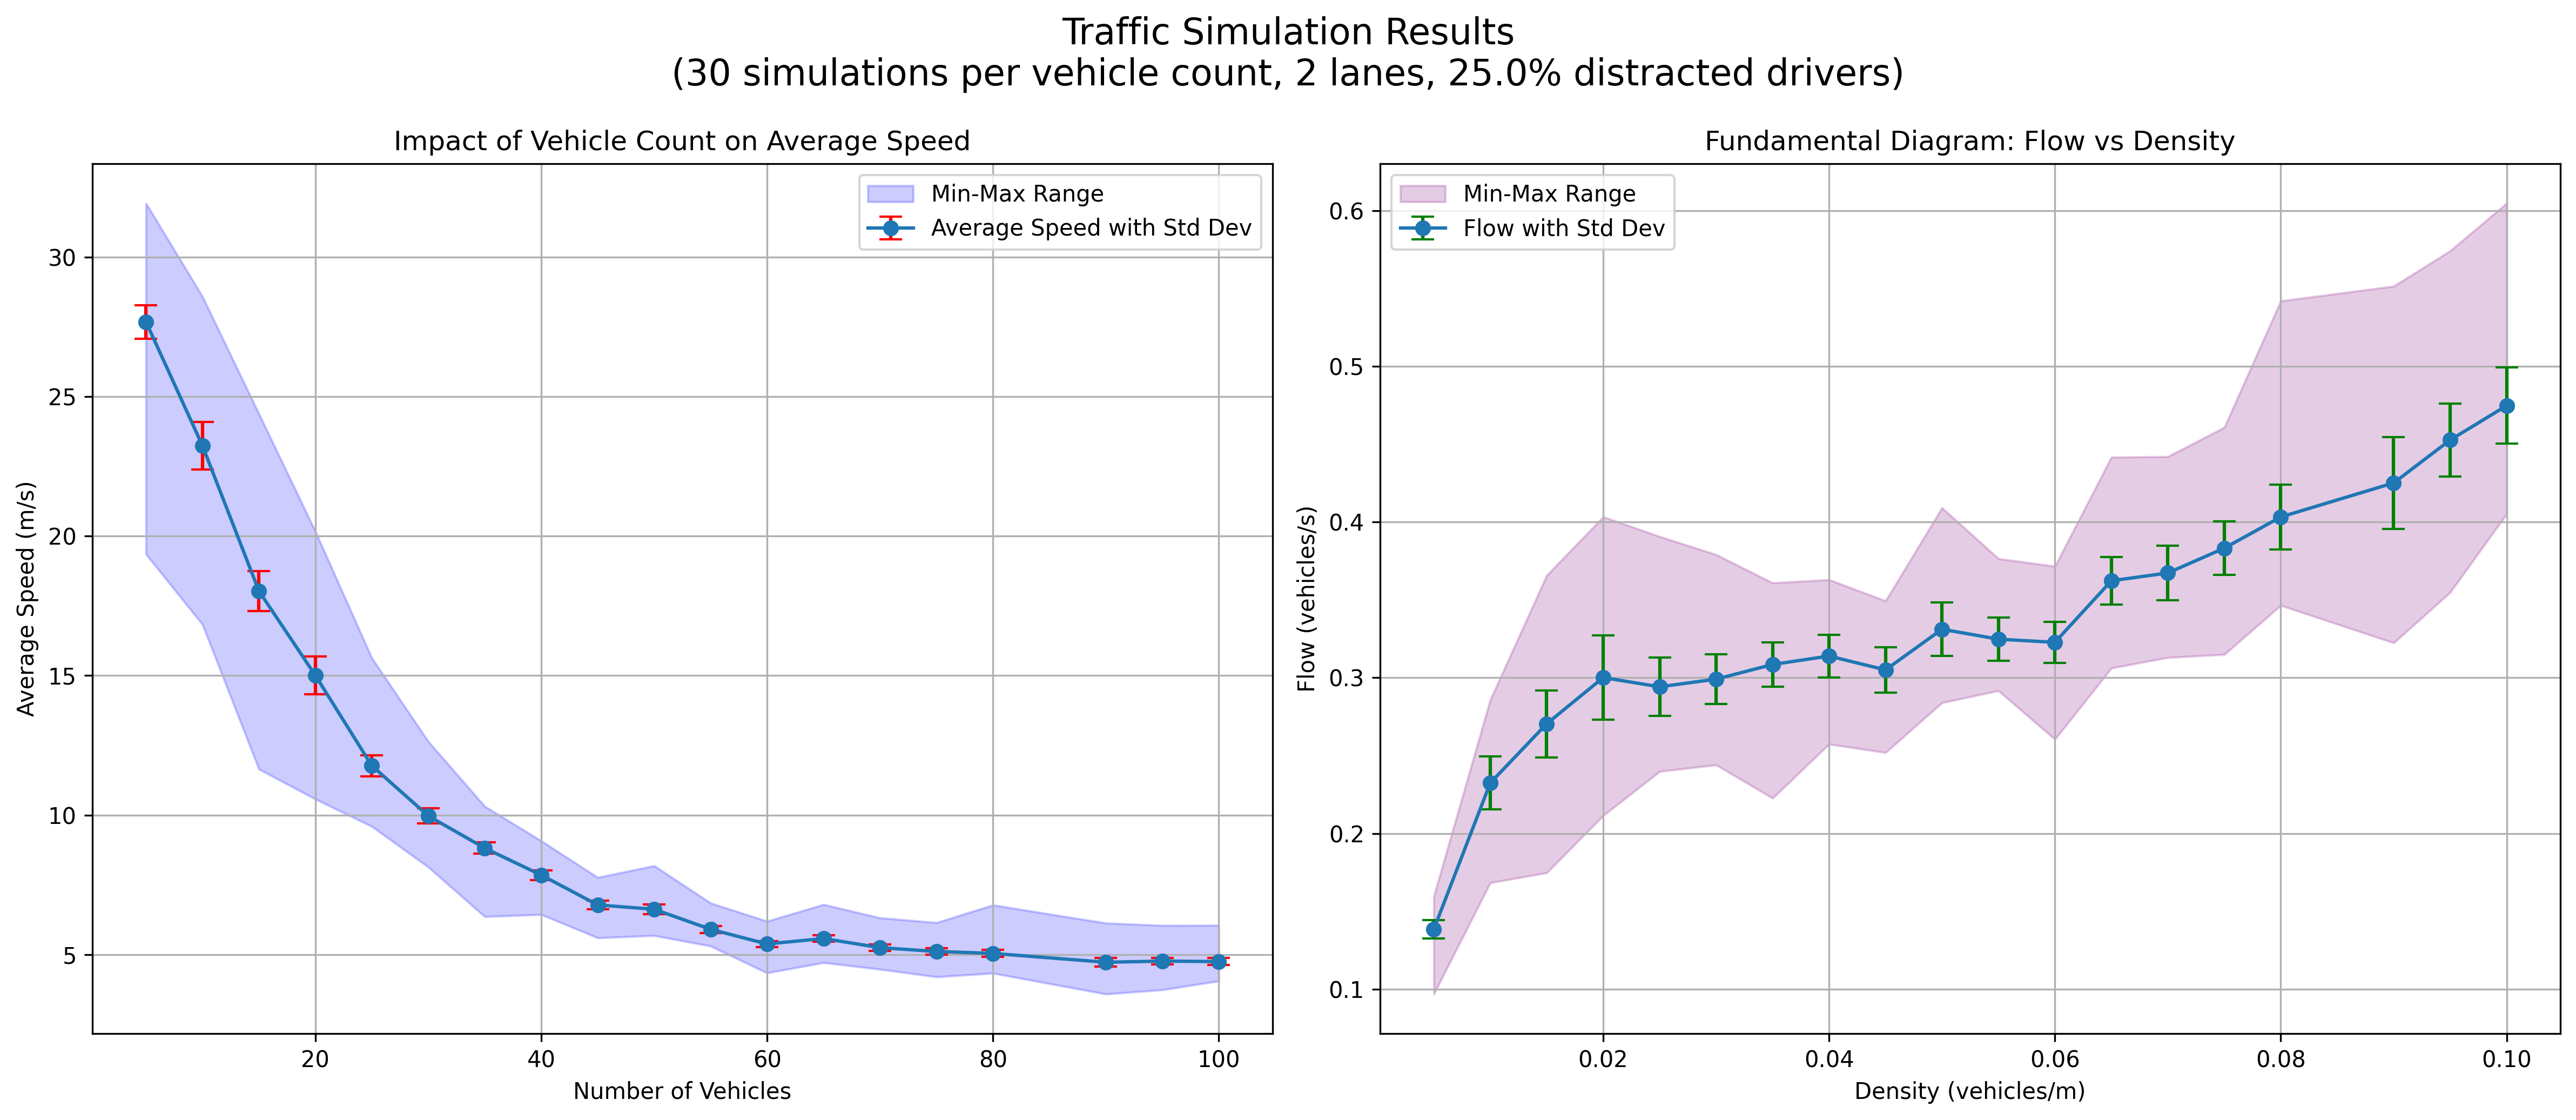 Traffic Simulation Results
(30 simulations per vehicle count, 2 lanes, 25.0% distracted drivers)
Impact of Vehicle Count on Average Speed
Min-Max Range
Average Speed with Std Dev
30
25
20
15
10
5
Average Speed (m/s)
20
40
60
80
100
Number of Vehicles
Fundamental Diagram: Flow vs Density
Min-Max Range
Flow with Std Dev
0.6
0.5
0.4
0.3
0.2
0.1
Flow (vehicles/s)
0.02
0.04
0.06
0.08
0.10
Density (vehicles/m)